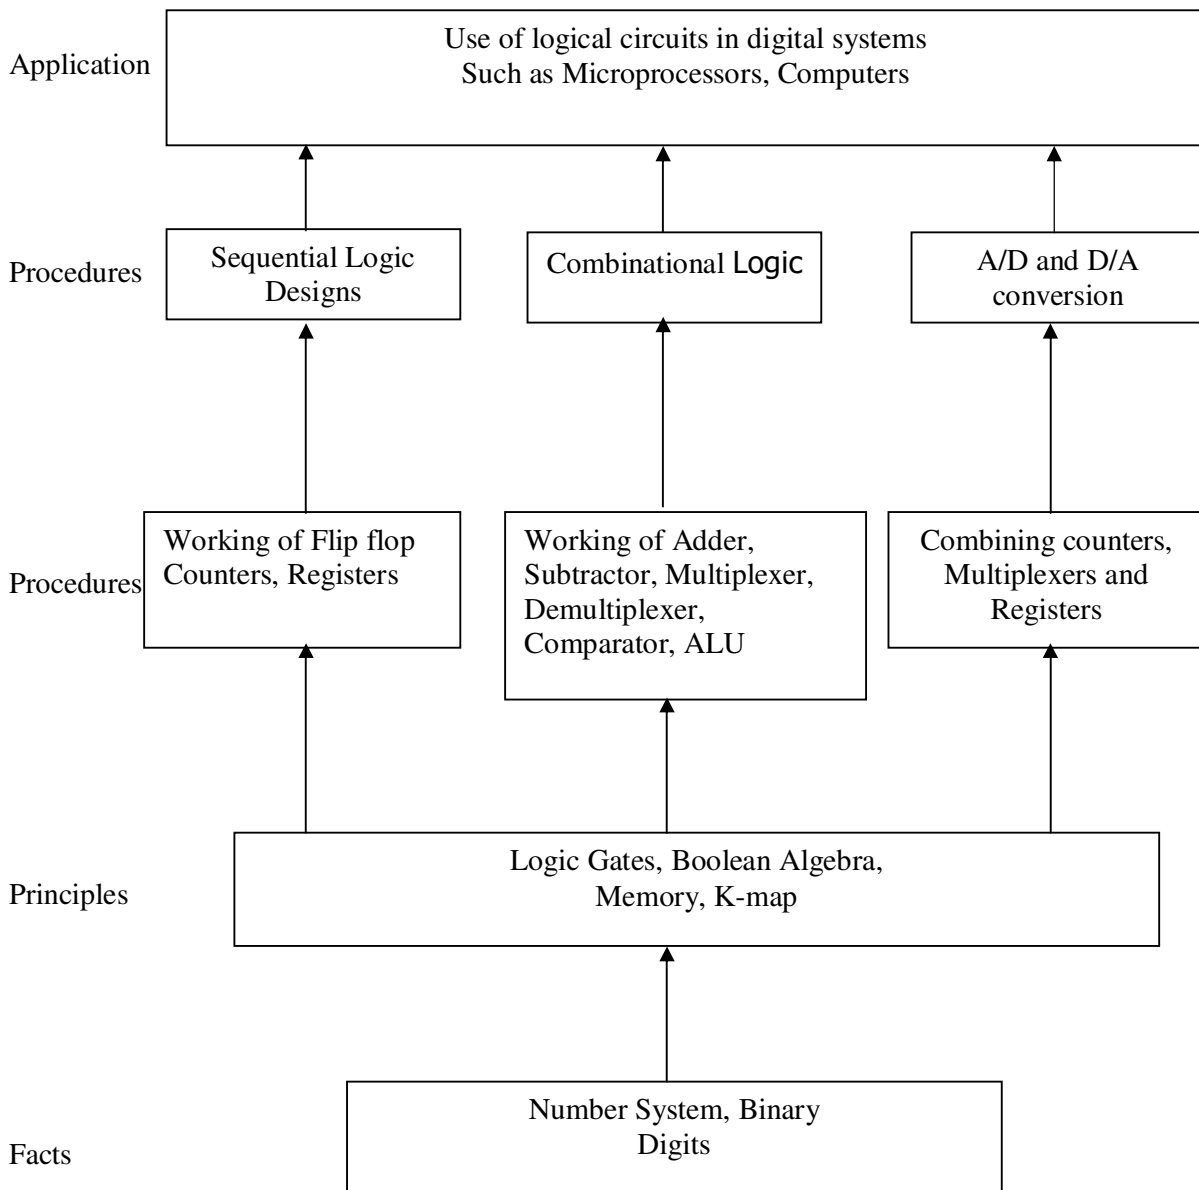 Use of logical circuits in digital systems
Application
Such as Microprocessors, Computers
Procedures
Sequential Logic
Designs
Combinational Logic
A/D and D/A
conversion
Procedures
Working of Flip flop
Counters, Registers
Working of Adder,
Subtractor, Multiplexer,
Demultiplexer,
Comparator, ALU
Combining counters,
Multiplexers and
Registers
Principles
Logic Gates, Boolean Algebra,
Memory, K-map
Number System, Binary
Digits
Facts